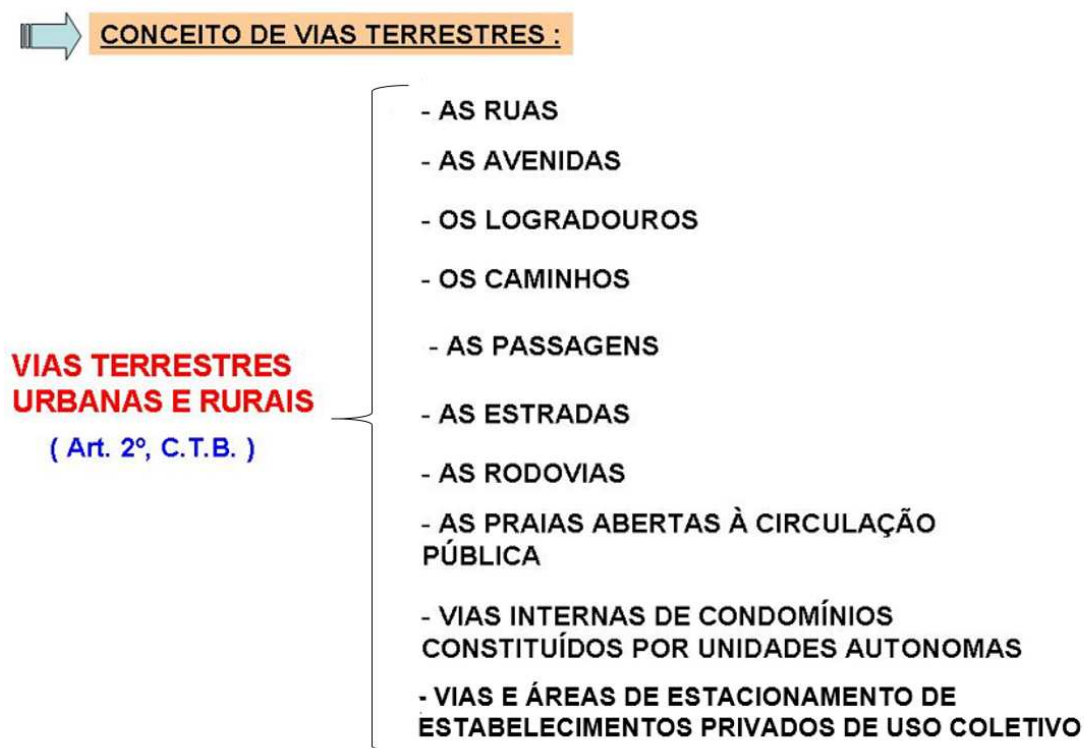 CONCEITO DE VIAS TERRESTRES :
- AS RUAS
- AS AVENIDAS
- OS LOGRADOUROS
- OS CAMINHOS
- AS PASSAGENS
VIAS TERRESTRES
URBANAS E RURAIS
( Art. 2º, C.T.B. )
- AS ESTRADAS
- AS RODOVIAS
- AS PRAIAS ABERTAS À CIRCULAÇÃO
PÚBLICA
- VIAS INTERNAS DE CONDOMÍNIOS
CONSTITUÍDOS POR UNIDADES AUTONOMAS
- VIAS E ÁREAS DE ESTACIONAMENTO DE
ESTABELECIMENTOS PRIVADOS DE USO COLETIVO